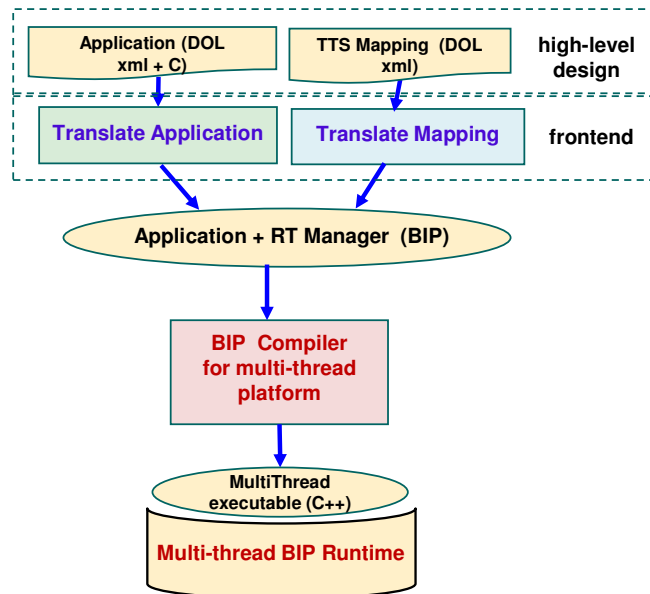 Application (DOL
xml + C)
TTS Mapping (DOL
xml)
high-level
design
Translate Application
Translate Mapping
frontend
Application + RT Manager (BIP)
BIP Compiler
for multi-thread
platform
MultiThread
executable (C++)
Multi-thread BIP Runtime